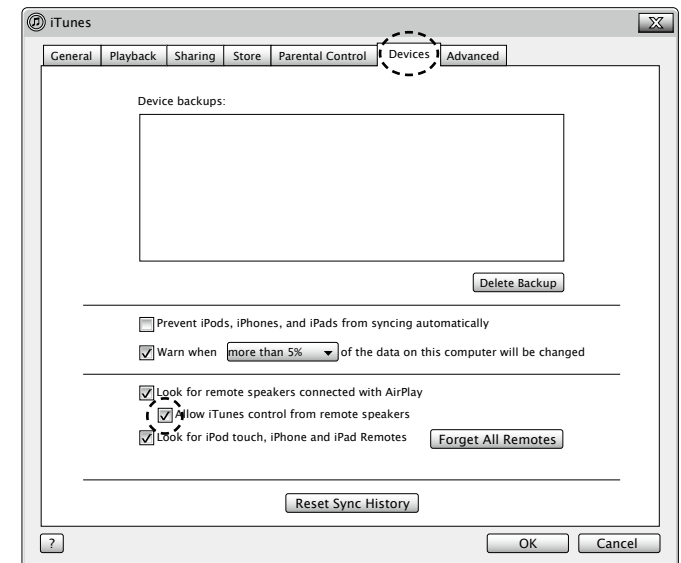 iTunes
General Playback Sharing Store Parental Control Devices Advanced
Device backups:
Delete Backup
Prevent iPods, iPhones, and iPads from syncing automatically
Warn when more than 5% of the data on this computer will be changed
Look for remote speakers connected with AirPlay
Allow iTunes control from remote speakers
Look for iPod touch, iPhone and iPad Remotes Forget All Remotes
Reset Sync History
? OK Cancel